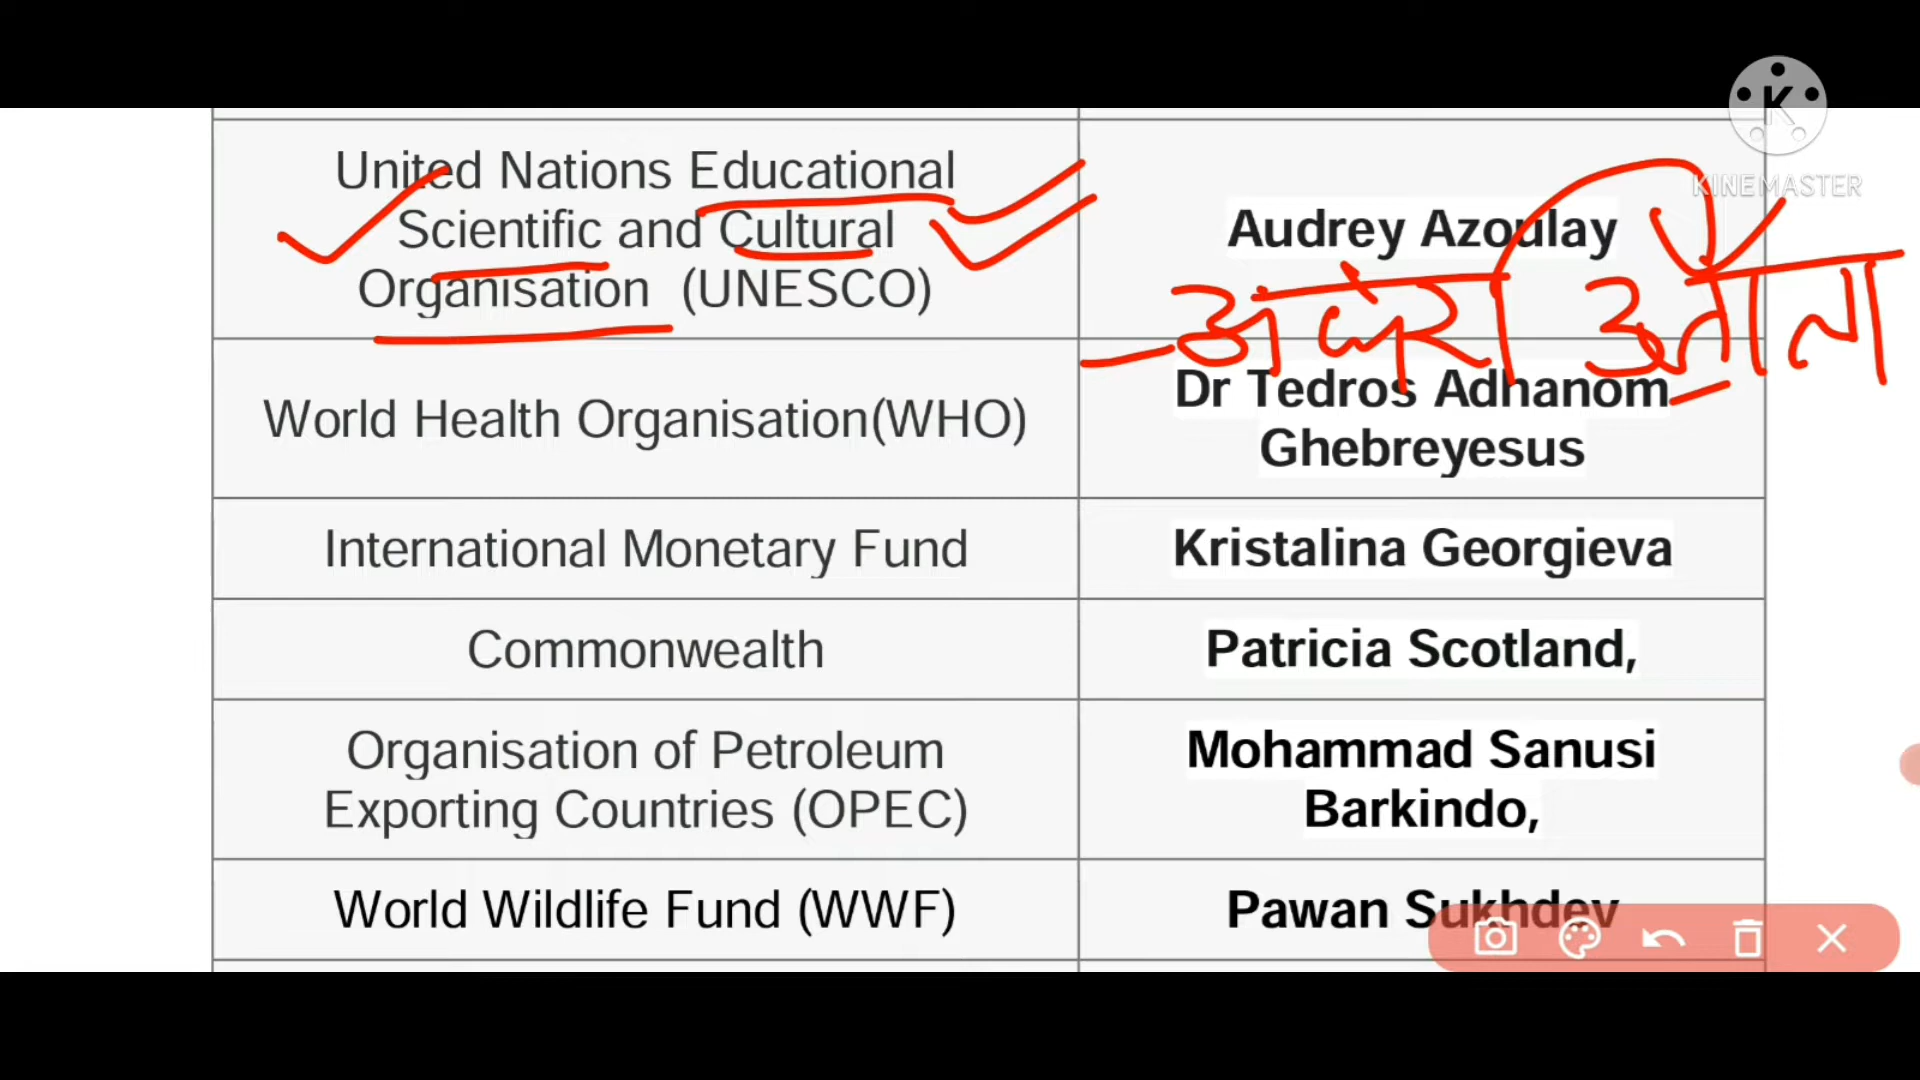 KINEMASTER
United Nations Educational
Scientific and Cultural
Organisation (UNESCO)
Audrey Azoulay
World Health Organisation(WHO)
Dr Tedros Adhanom
Ghebreyesus
International Monetary Fund
Kristalina Georgieva
Commonwealth
Patricia Scotland,
Organisation of Petroleum
Exporting Countries (OPEC)
Mohammad Sanusi
Barkindo,
World Wildlife Fund (WWF)
Pawan Sukhdev